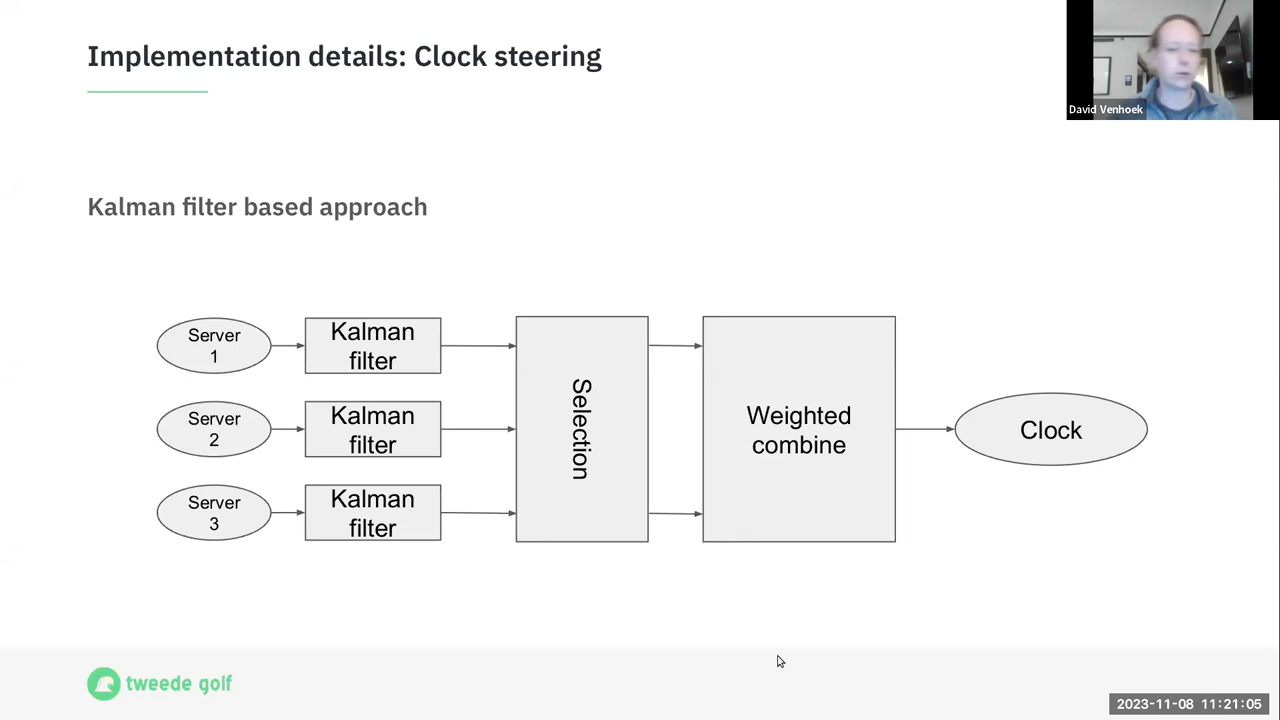 Implementation details: Clock steering
David Venhoek
Kalman filter based approach
Server
1
Kalman
filter
Server
2
Kalman
filter
Server
3
Kalman
filter
Selection
Weighted
combine
Clock
tweede golf
2023-11-08 11:21:05